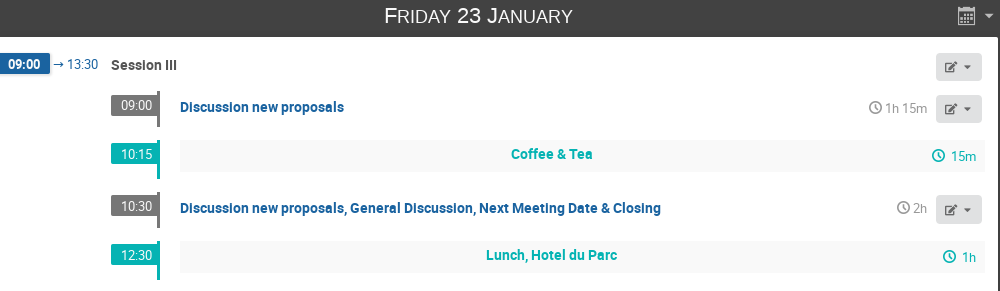 FRIDAY 23 JANUARY
09:00 → 13:30 Session III
09:00 Discussion new proposals 1h 15m
10:15 Coffee & Tea 15m
10:30 Discussion new proposals, General Discussion, Next Meeting Date & Closing 2h
12:30 Lunch, Hotel du Parc 1h